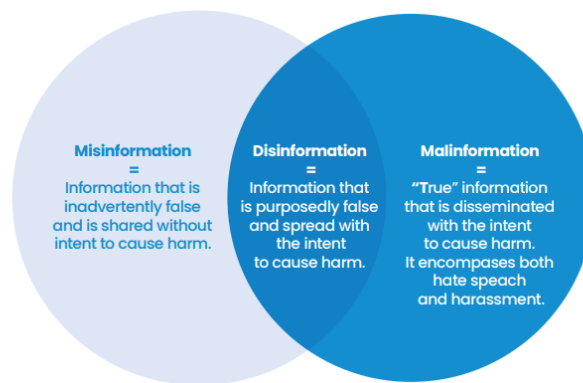 Misinformation
=
Information that is
inadvertently false
and is shared without
intent to cause harm.
Disinformation
=
Information that
is purposedly false
and spread with
the intent
to cause harm.
Malinformation
=
“True” information
that is disseminated
with the intent
to cause harm.
It encompases both
hate speach
and harassment.